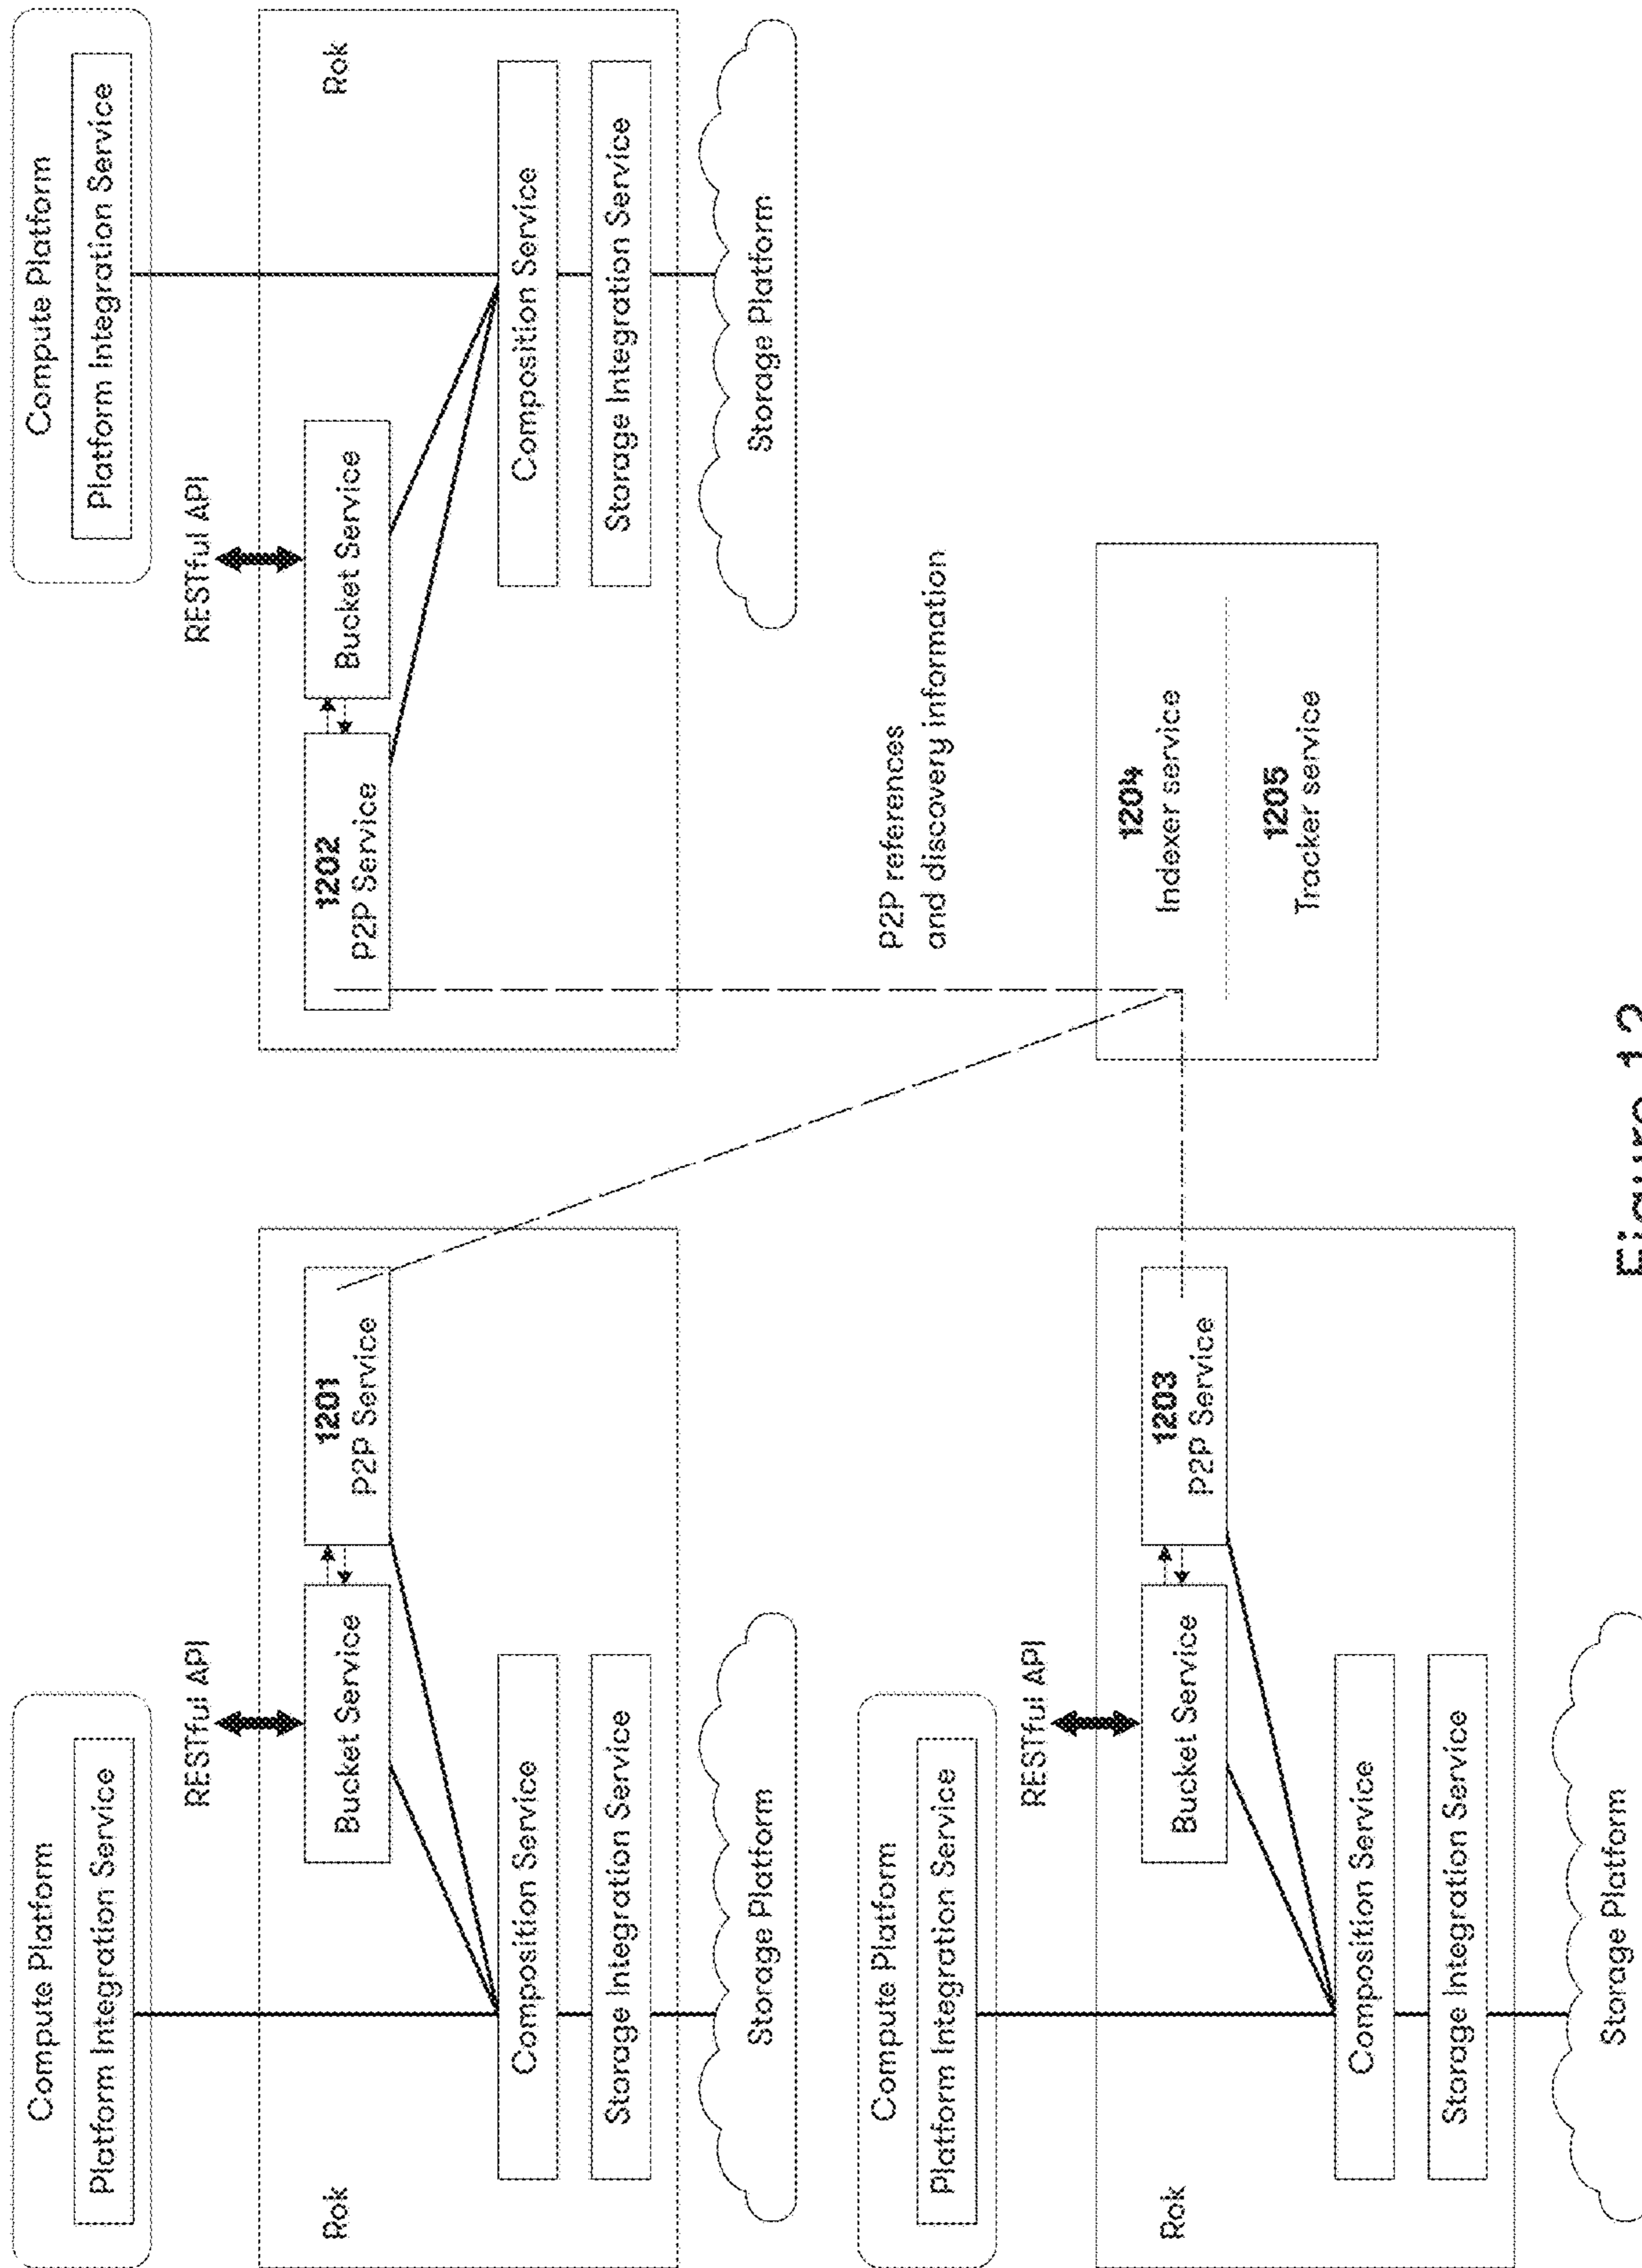 Compute Platform
Platform Integration Service
RESTful API
Rok
Bucket Service
1201
P2P Service
Composition Service
Storage Integration Service
Storage Platform
Compute Platform
Platform Integration Service
RESTful API
Rok
1202
P2P Service
Bucket Service
Composition Service
Storage Integration Service
Storage Platform
Compute Platform
Platform Integration Service
RESTful API
Rok
Bucket Service
1203
P2P Service
Composition Service
Storage Integration Service
Storage Platform
P2P references
and discovery information
1204
Indexer service
1205
Tracker service
Figure 12